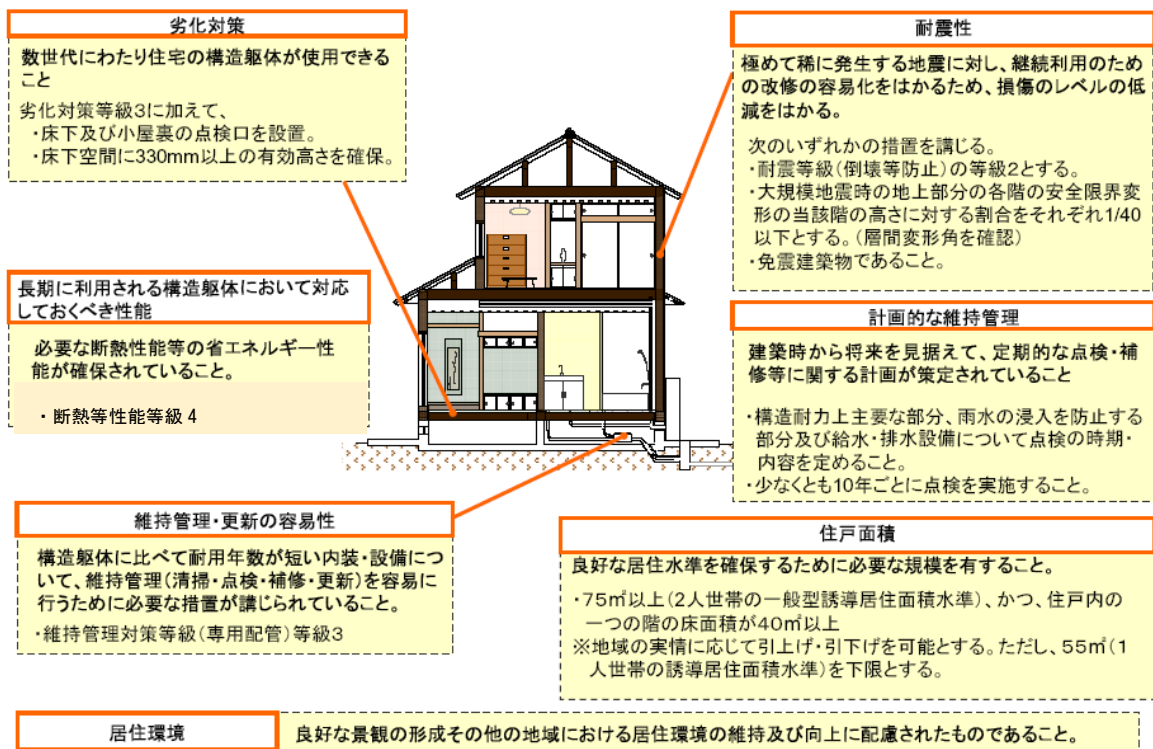 劣化対策
数世代にわたり住宅の構造躯体が使用できる
こと
劣化対策等級3に加えて、
・床下及び小屋裏の点検口を設置。
・床下空間に330mm以上の有効高さを確保。
耐震性
極めて稀に発生する地震に対し、継続利用のための改修の容易化をはかるため、損傷のレベルの低減をはかる。
次のいずれかの措置を講じる。
・耐震等級(倒壊等防止)の等級2とする。
・大規模地震時の地上部分の各階の安全限界変
形の当該階の高さに対する割合をそれぞれ1/40
以下とする。(層間変形角を確認)
・免震建築物であること。
長期に利用される構造躯体において対応
しておくべき性能
必要な断熱性能等の省エネルギー性
能が確保されていること。
・断熱等性能等級4
計画的な維持管理
建築時から将来を見据えて、定期的な点検・補
修等に関する計画が策定されていること
・構造耐力上主要な部分、雨水の浸入を防止する
部分及び給水・排水設備について点検の時期・
内容を定めること。
・少なくとも10年ごとに点検を実施すること。
維持管理・更新の容易性
構造躯体に比べて耐用年数が短い内装・設備につ
いて、維持管理(清掃・点検・補修・更新)を容易に
行うために必要な措置が講じられていること。
・維持管理対策等級(専用配管)等級3
住戸面積
良好な居住水準を確保するために必要な規模を有すること。
・75㎡以上(2人世帯の一般型誘導居住面積水準)、かつ、住戸内の
一つの階の床面積が40㎡以上
※地域の実情に応じて引上げ・引下げを可能とする。ただし、55㎡(1
人世帯の誘導居住面積水準)を下限とする。
居住環境
良好な景観の形成その他の地域における居住環境の維持及び向上に配慮されたものであること。